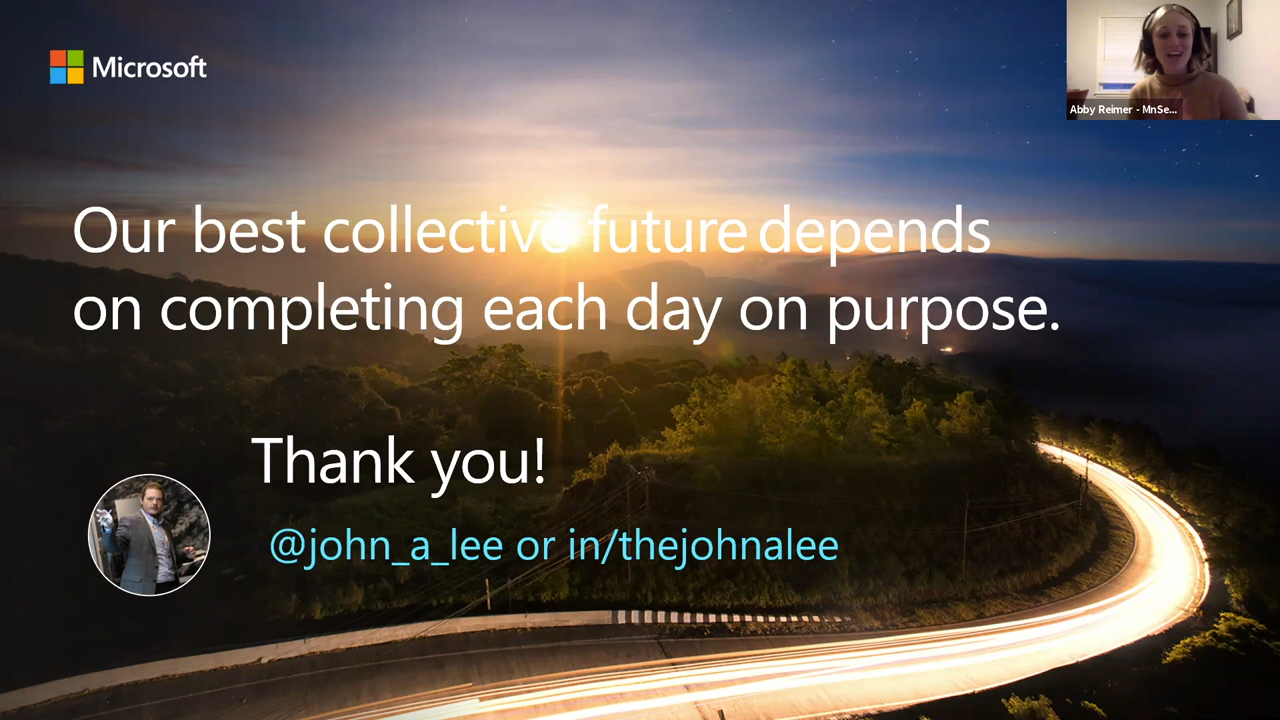 Microsoft
Abby Reimer - MnSe...
Our best collective future depends
on completing each day on purpose.
Thank you!
@john_a_lee or in/thejohnalee